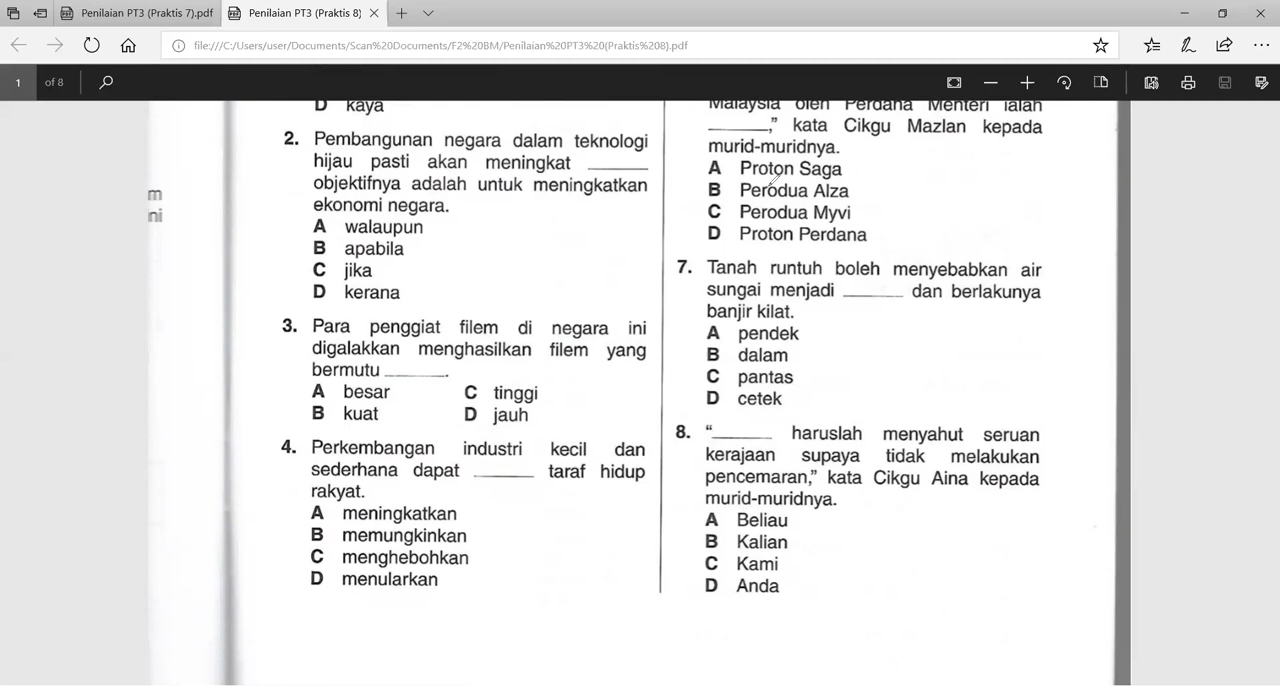 Penilaian PT3 (Praktis 7).pdf
Penilaian PT3 (Praktis 8)
file:///C:/Users/user/Documents/Scan%20Documents/F2%20BM/Penilaian%20PT3%20(Praktis%208).pdf
1 of 8
D kaya
2. Pembangunan negara dalam teknologi
hijau pasti akan meningkat ______
objektifnya adalah untuk meningkatkan
ekonomi negara.
A walaupun
B apabila
C jika
D kerana
3. Para penggiat filem di negara ini
digalakkan menghasilkan filem yang
bermutu ______.
A besar C tinggi
B kuat D jauh
4. Perkembangan industri kecil dan
sederhana dapat ______ taraf hidup
rakyat.
A meningkatkan
B memungkinkan
C menghebohkan
D menularkan
m
ni
Malaysia oleh Perdana Menteri ialah
______,” kata Cikgu Mazlan kepada
murid-muridnya.
A Proton Saga
B Perodua Alza
C Perodua Myvi
D Proton Perdana
7. Tanah runtuh boleh menyebabkan air
sungai menjadi ______ dan berlakunya
banjir kilat.
A pendek
B dalam
C pantas
D cetek
8. “______ haruslah menyahut seruan
kerajaan supaya tidak melakukan
pencemaran,” kata Cikgu Aina kepada
murid-muridnya.
A Beliau
B Kalian
C Kami
D Anda